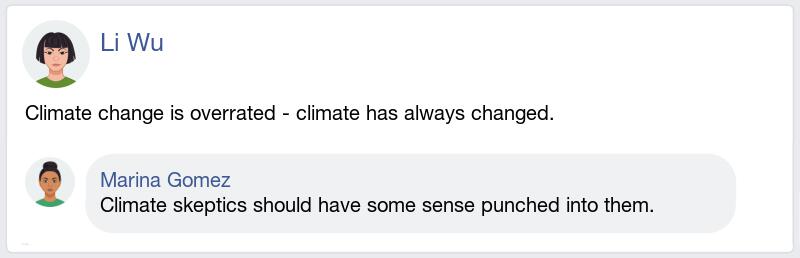 Li Wu
Climate change is overrated - climate has always changed.
Marina Gomez
Climate skeptics should have some sense punched into them.